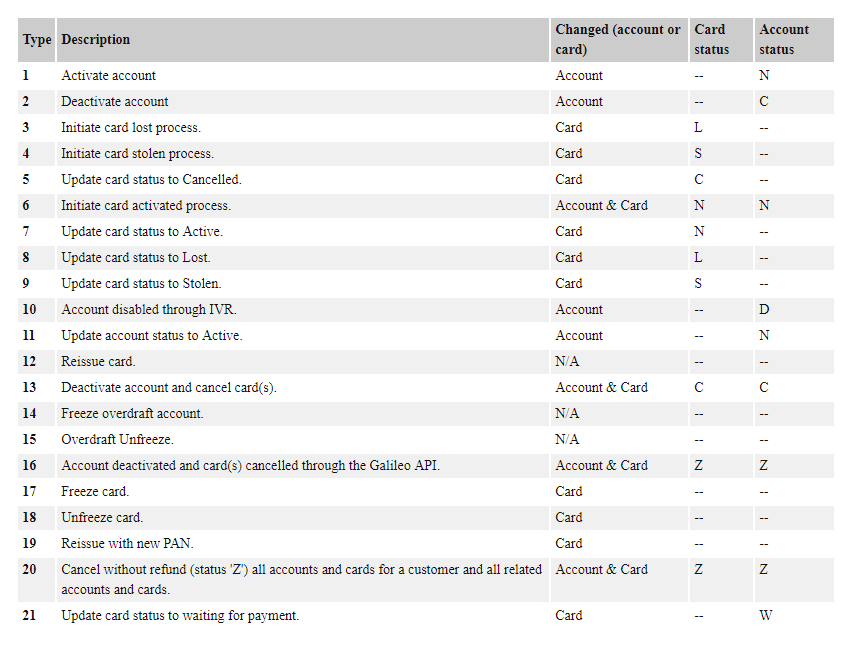 Type Description Changed (account or card) Card status Account status
1 Activate account Account -- N
2 Deactivate account Account -- C
3 Initiate card lost process. Card L --
4 Initiate card stolen process. Card S --
5 Update card status to Cancelled. Card C --
6 Initiate card activated process. Account & Card N N
7 Update card status to Active. Card N --
8 Update card status to Lost. Card L --
9 Update card status to Stolen. Card S --
10 Account disabled through IVR. Account -- D
11 Update account status to Active. Account -- N
12 Reissue card. N/A -- --
13 Deactivate account and cancel card(s). Account & Card C C
14 Freeze overdraft account. N/A -- --
15 Overdraft Unfreeze. N/A -- --
16 Account deactivated and card(s) cancelled through the Galileo API. Account & Card Z Z
17 Freeze card. Card -- --
18 Unfreeze card. Card -- --
19 Reissue with new PAN. Card -- --
20 Cancel without refund (status 'Z') all accounts and cards for a customer and all related Account & Card Z Z
accounts and cards.
21 Update card status to waiting for payment. Card -- W